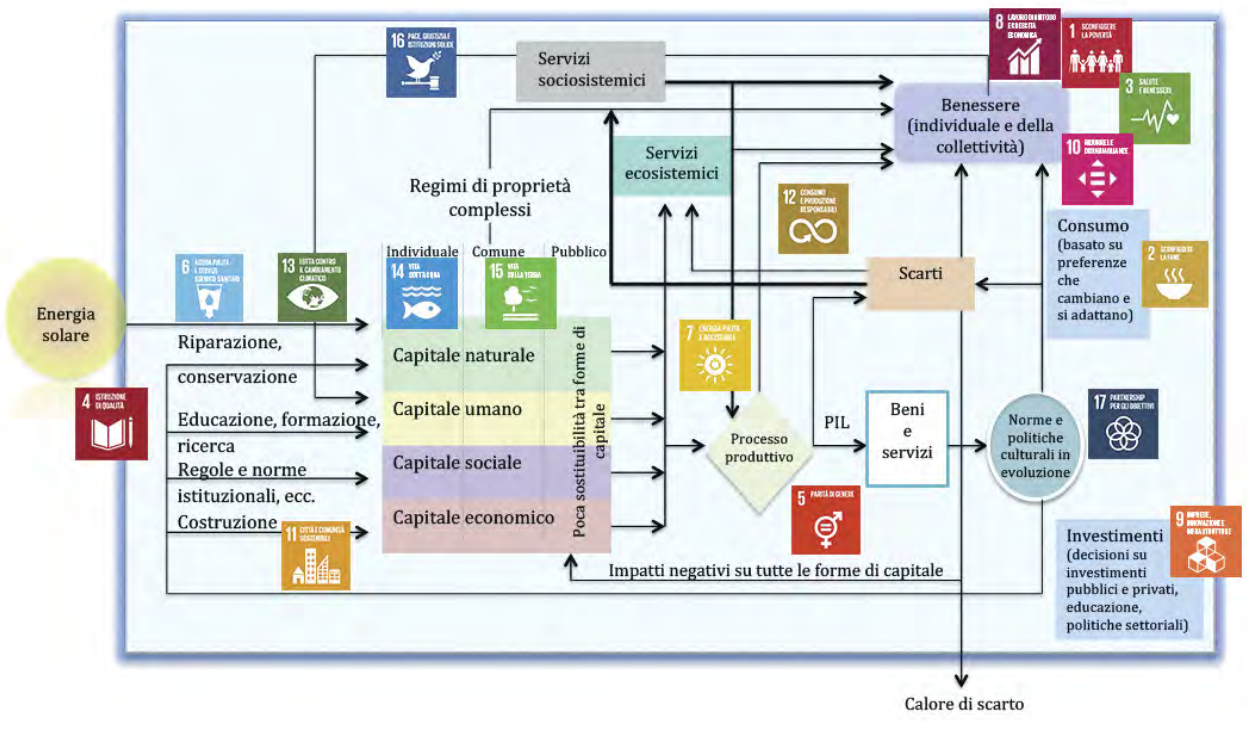 16 PACE, GIUSTIZIA E
ISTITUZIONI SOLIDE
Servizi
sociosistemici
8 LAVORO DIGNITOSO
E CRESCITA
ECONOMICA
1 SCONFIGGERE
LA POVERTÀ
3 SALUTE
E BENESSERE
Benessere
(individuale e della
collettività)
10 RIDURRE LE
DISUGUAGLIANZE
Servizi
ecosistemici
Regimi di proprietà
complessi
12 CONSUMO
E PRODUZIONE
RESPONSABILI
Consumo
(basato su
preferenze
che
cambiano e
si adattano)
2 SCONFIGGERE
LA FAME
Individuale
Comune
Pubblico
6 ACQUA PULITA
E SERVIZI
IGIENICO-SANITARI
13 LOTTA CONTRO
IL CAMBIAMENTO
CLIMATICO
14 VITA
SOTT'ACQUA
15 VITA
SULLA TERRA
Scarti
Energia
solare
Riparazione,
conservazione
Educazione, formazione,
ricerca
Regole e norme
istituzionali, ecc.
Costruzione
4 ISTRUZIONE
DI QUALITÀ
Capitale naturale
Capitale umano
Capitale sociale
Capitale economico
Poca sostituibilità tra forme di
capitale
7 ENERGIA PULITA
E ACCESSIBILE
Processo
produttivo
PIL
Beni
e
servizi
Norme e
politiche
culturali in
evoluzione
17 PARTNERSHIP
PER GLI OBIETTIVI
5 PARITÀ DI GENERE
11 CITTÀ E COMUNITÀ
SOSTENIBILI
Investimenti
(decisioni su
investimenti
pubblici e privati,
educazione,
politiche settoriali)
9 IMPRESE,
INNOVAZIONE E
INFRASTRUTTURE
Impatti negativi su tutte le forme di capitale
Calore di scarto